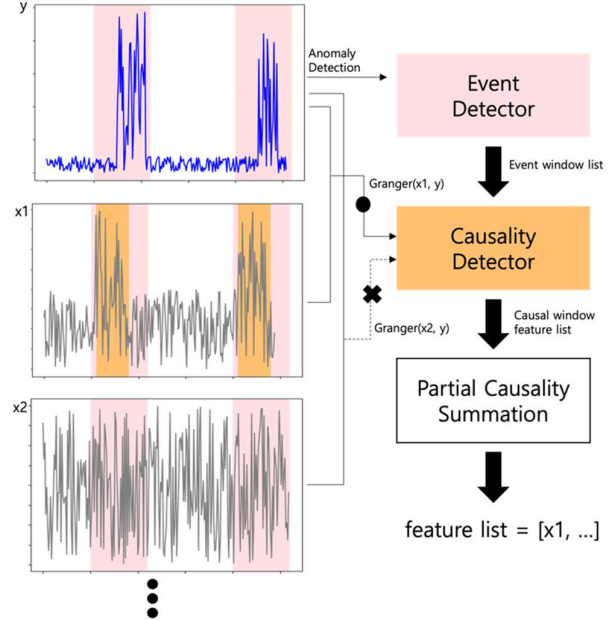 y
Anomaly
Detection
Event
Detector
Event window list
Granger(x1, y)
x1
Causality
Detector
Granger(x2, y)
Causal window
feature list
x2
Partial Causality
Summation
feature list = [x1, ...]